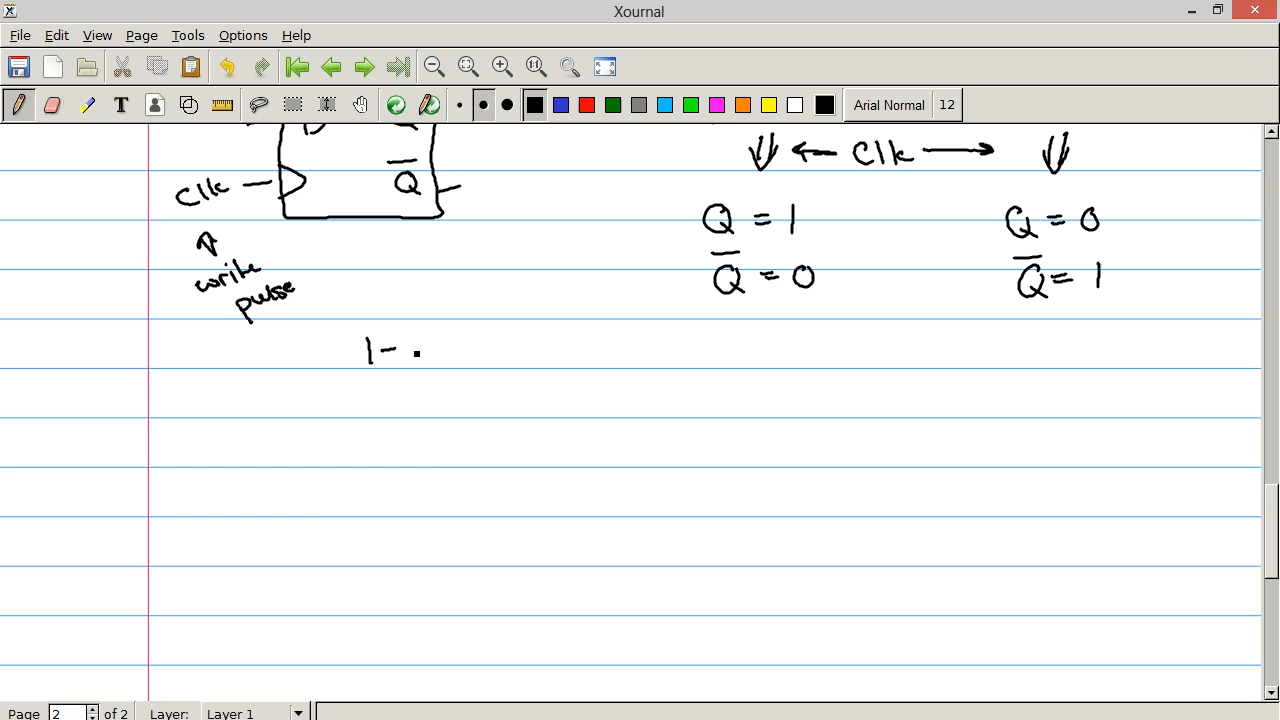 Xournal
File Edit View Page Tools Options Help
Arial Normal 12
D Q
Clk Q̅
← Clk →
write
pulse
Q = 1 Q = 0
Q̅ = 0 Q̅ = 1
1 -
Page 2 of 2 Layer: Layer 1